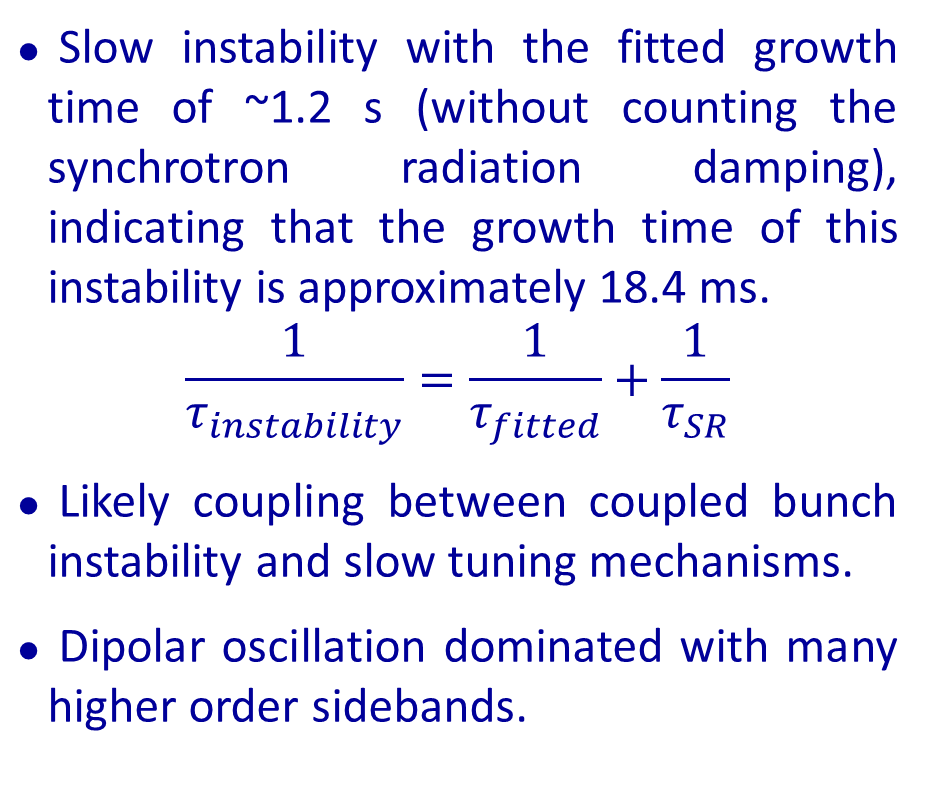 ● Slow instability with the fitted growth
time of ~1.2 s (without counting the
synchrotron radiation damping),
indicating that the growth time of this
instability is approximately 18.4 ms.
1/τ_instability = 1/τ_fitted + 1/τ_SR
● Likely coupling between coupled bunch
instability and slow tuning mechanisms.
● Dipolar oscillation dominated with many
higher order sidebands.